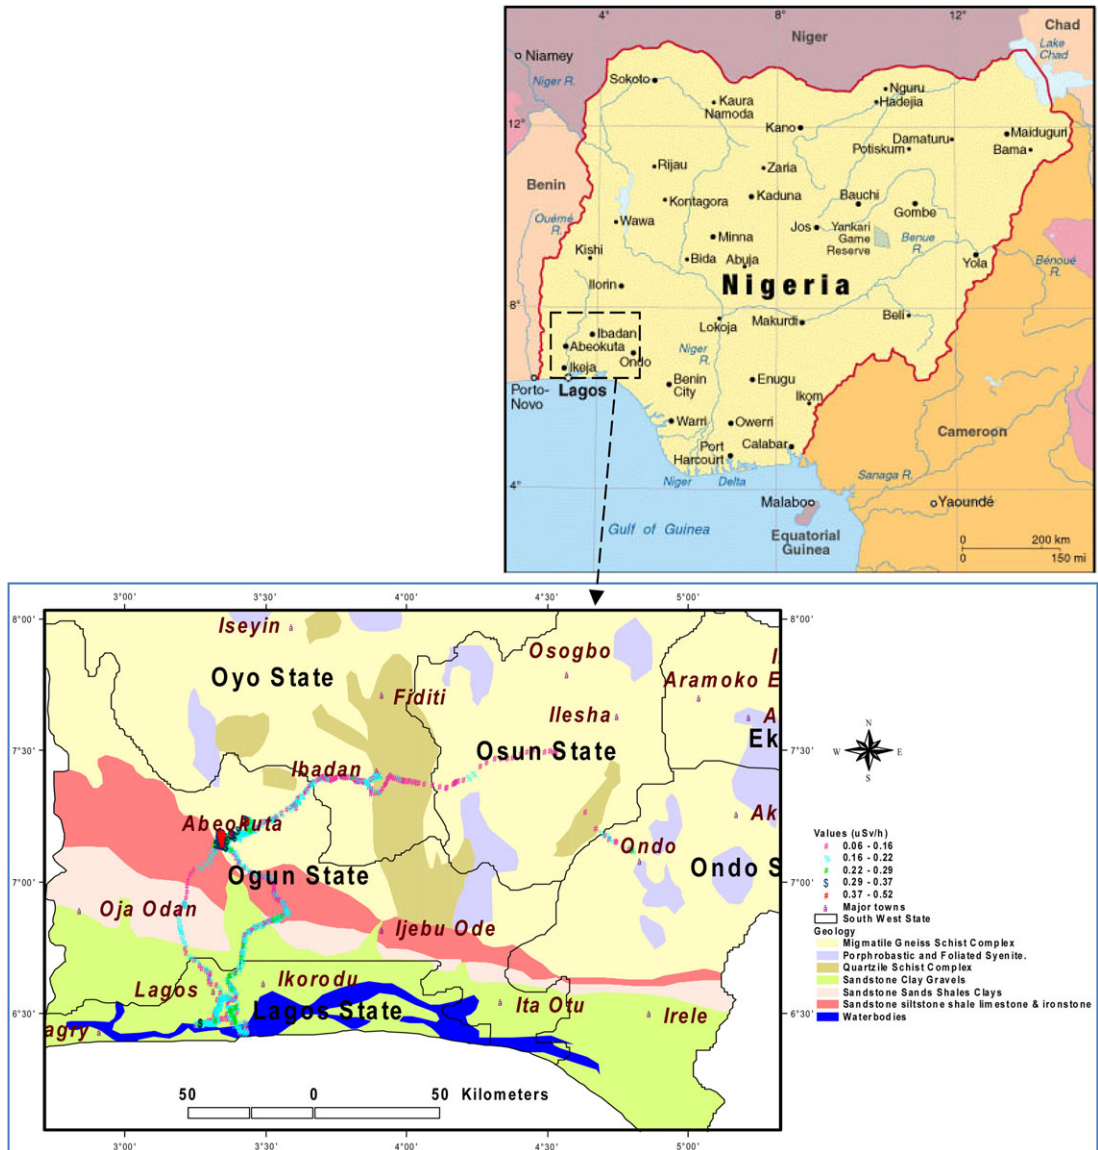 4°
8°
12°
Chad
Niger
Lake
Chad
Niamey
Niger R.
Sokoto
Kaura
Namoda
Nguru
Hadejia
12°
Kano
Damaturu
Maiduguri
Potiskum
Bama
Rijau
Zaria
Benin
Kontagora
Kaduna
Bauchi
Gombe
Ouémé
R.
Wawa
Minna
Jos
Yankari
Game
Reserve
Benue
R.
Kishi
Bida
Abuja
Yola
Bénoué
R.
Ilorin
Nigeria
8°
Lokoja
Makurdi
Beli
Ibadan
Abeokuta
Ondo
Niger
R.
Ikeja
Benin
City
Enugu
Ikom
Porto-
Novo
Lagos
Warri
Owerri
Cameroon
Port
Harcourt
Calabar
Sanaga R.
4°
Niger Delta
Malabo
Yaoundé
Gulf of Guinea
Equatorial
Guinea
0 200 km
0 150 mi
3°00' 3°30' 4°00' 4°30' 5°00'
8°00' 8°00'
Iseyin
Osogbo
Oyo State
Aramoko E
Fiditi
Ilesha
A
7°30' 7°30'
Osun State
Ek
Ibadan
Abeokuta
Ak
Ondo
Ogun State
Ondo S
7°00' 7°00'
Oja Odan
Ijebu Ode
Ikorodu
Lagos
Ita Otu
Lagos State
Irele
6°30' 6°30'
agry
50 0 50 Kilometers
3°00' 3°30' 4°00' 4°30' 5°00'
N
W E
S
Values (uSv/h)
0.06 - 0.16
0.16 - 0.22
0.22 - 0.29
$ 0.29 - 0.37
0.37 - 0.52
Major towns
South West State
Geology
Migmatile Gneiss Schist Complex
Porphrobastic and Foliated Syenite.
Quartzile Schist Complex
Sandstone Clay Gravels
Sandstone Sands Shales Clays
Sandstone siltstone shale limestone & ironstone
Waterbodies